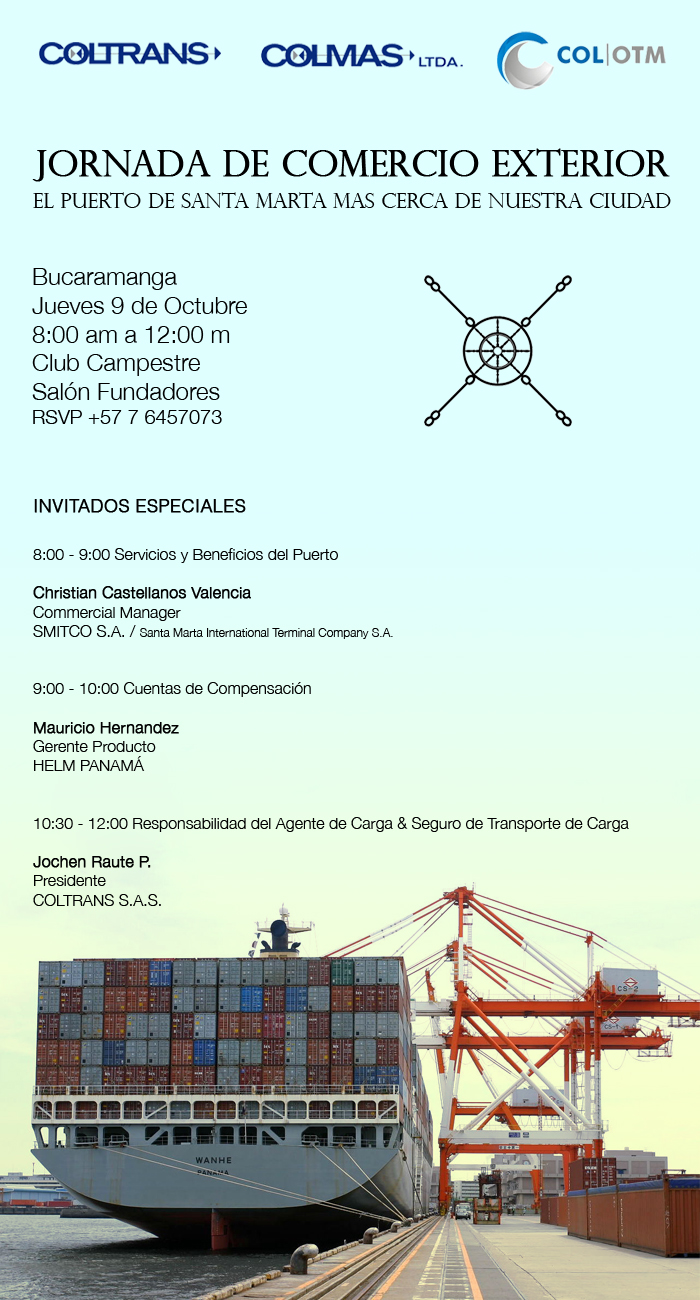 COLTRANS
COLMAS LTDA.
COL|OTM
JORNADA DE COMERCIO EXTERIOR
EL PUERTO DE SANTA MARTA MAS CERCA DE NUESTRA CIUDAD
Bucaramanga
Jueves 9 de Octubre
8:00 am a 12:00 m
Club Campestre
Salón Fundadores
RSVP +57 7 6457073
INVITADOS ESPECIALES
8:00 - 9:00 Servicios y Beneficios del Puerto
Christian Castellanos Valencia
Commercial Manager
SMITCO S.A. / Santa Marta International Terminal Company S.A.
9:00 - 10:00 Cuentas de Compensación
Mauricio Hernandez
Gerente Producto
HELM PANAMÁ
10:30 - 12:00 Responsabilidad del Agente de Carga & Seguro de Transporte de Carga
Jochen Raute P.
Presidente
COLTRANS S.A.S.
CS-2
CS-1
WANHE
PANAMA